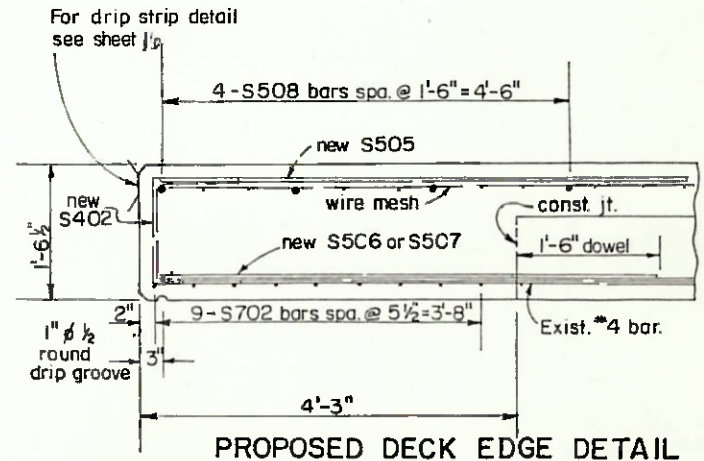 For drip strip detail
see sheet
4-S508 bars spa. @ 1'-6" = 4'-6"
new S505
new
S402
wire mesh
const. jt.
1'-6½"
1'-6" dowel
new S5C6 or S5C7
2"
9-S702 bars spa. @ 5½"=3'-8"
Exist. #4 bar.
1" ϕ ½
round
drip groove
3"
4'-3"
PROPOSED DECK EDGE DETAIL